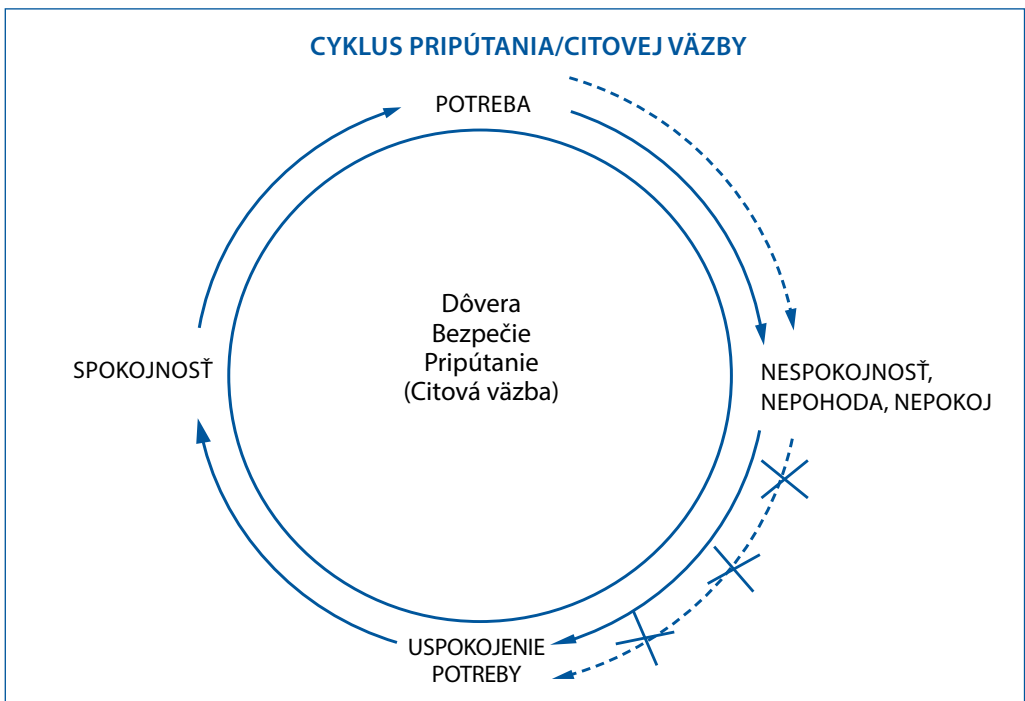 CYKLUS PRIPÚTANIA/CITOVEJ VÄZBY
POTREBA
Dôvera
Bezpečie
Pripútanie
(Citová väzba)
SPOKOJNOSŤ
NESPOKOJNOSŤ,
NEPOHODA, NEPOKOJ
USPOKOJENIE
POTREBY